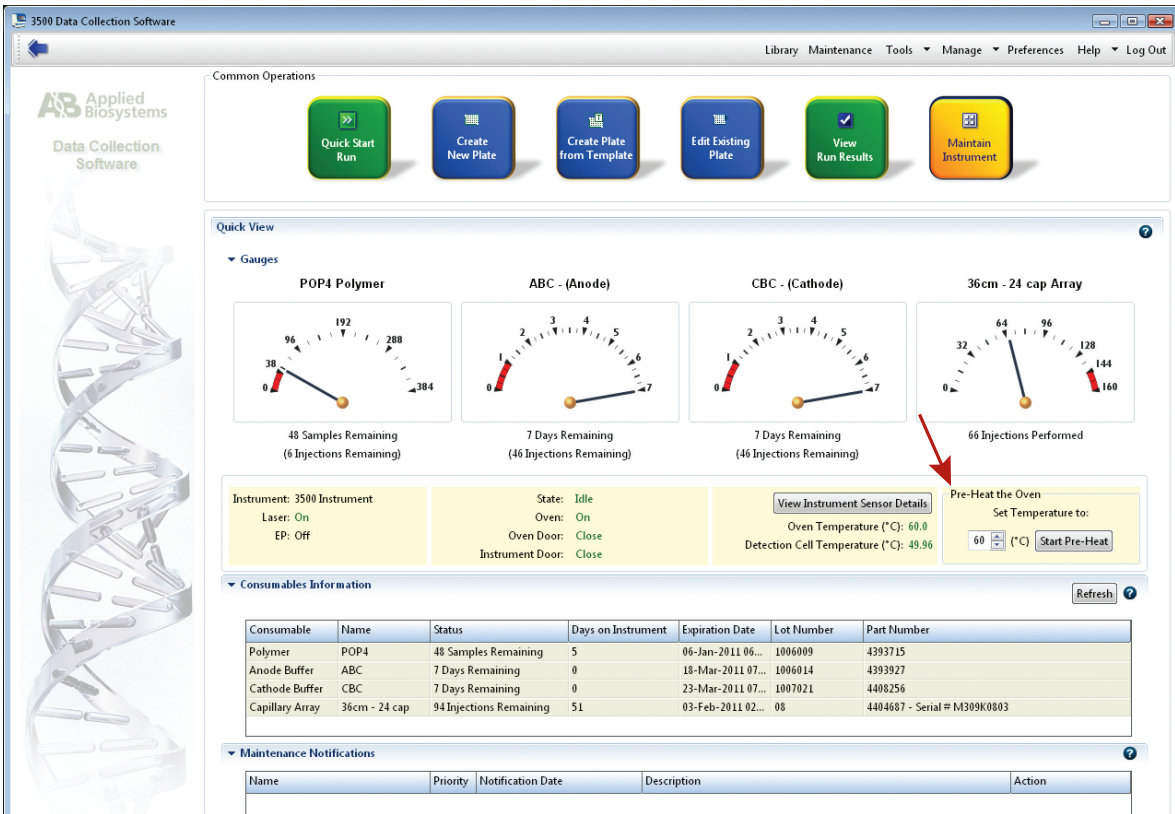 3500 Data Collection Software
Library Maintenance Tools Manage Preferences Help Log Out
AB Applied Biosystems
Data Collection
Software
Common Operations
Quick Start
Run
Create
New Plate
Create Plate
from Template
Edit Existing
Plate
View
Run Results
Maintain
Instrument
Quick View
?
Gauges
POP4 Polymer
0 38 96 192 288 384
48 Samples Remaining
(6 Injections Remaining)
ABC - (Anode)
0 1 2 3 4 5 6 7
7 Days Remaining
(46 Injections Remaining)
CBC - (Cathode)
0 1 2 3 4 5 6 7
7 Days Remaining
(46 Injections Remaining)
36cm - 24 cap Array
0 32 64 96 128 144 160
66 Injections Performed
Instrument: 3500 Instrument
Laser: On
EP: Off
State: Idle
Oven: On
Oven Door: Close
Instrument Door: Close
View Instrument Sensor Details
Oven Temperature (°C): 60.0
Detection Cell Temperature (°C): 49.96
Pre-Heat the Oven
Set Temperature to:
60 (°C) Start Pre-Heat
Consumables Information
Refresh ?
Consumable Name Status Days on Instrument Expiration Date Lot Number Part Number
Polymer POP4 48 Samples Remaining 5 06-Jan-2011 06... 1006009 4393715
Anode Buffer ABC 7 Days Remaining 0 18-Mar-2011 07... 1006014 4393927
Cathode Buffer CBC 7 Days Remaining 0 23-Mar-2011 07... 1007021 4408256
Capillary Array 36cm - 24 cap 94 Injections Remaining 51 03-Feb-2011 02... 08 4404687 - Serial # M309K0803
Maintenance Notifications
?
Name Priority Notification Date Description Action